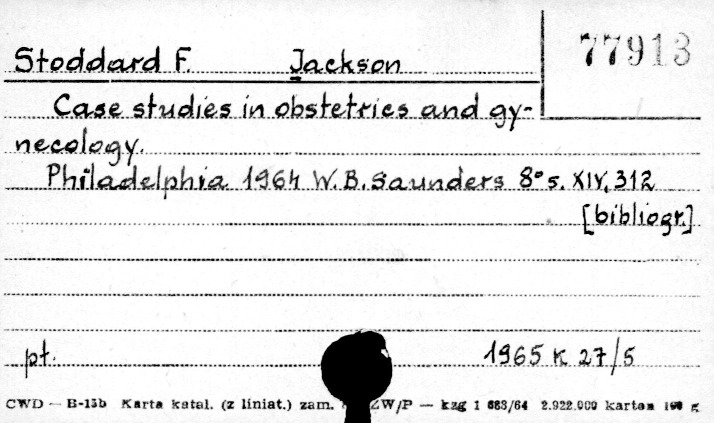 77913
Stoddard F. Jackson
Case studies in obstetrics and gy-
necology.
Philadelphia 1964 W.B. Saunders 8° s. XIV, 312
[bibliogr.]
pt. 1965 K 27/5
CWD — B-15b Karta katal. (z liniat.) zam. ZW/P — kzg 1 683/64 2.922.000 kartek g